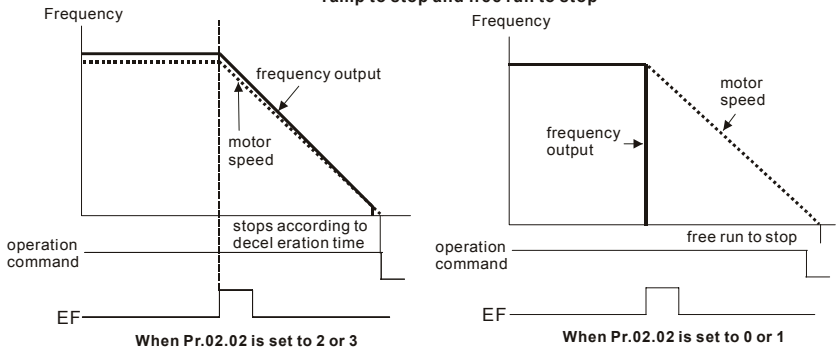 ramp to stop and free run to stop
Frequency
frequency output
motor
speed
stops according to
decel eration time
operation
command
EF
When Pr.02.02 is set to 2 or 3
Frequency
motor
speed
frequency
output
free run to stop
operation
command
EF
When Pr.02.02 is set to 0 or 1